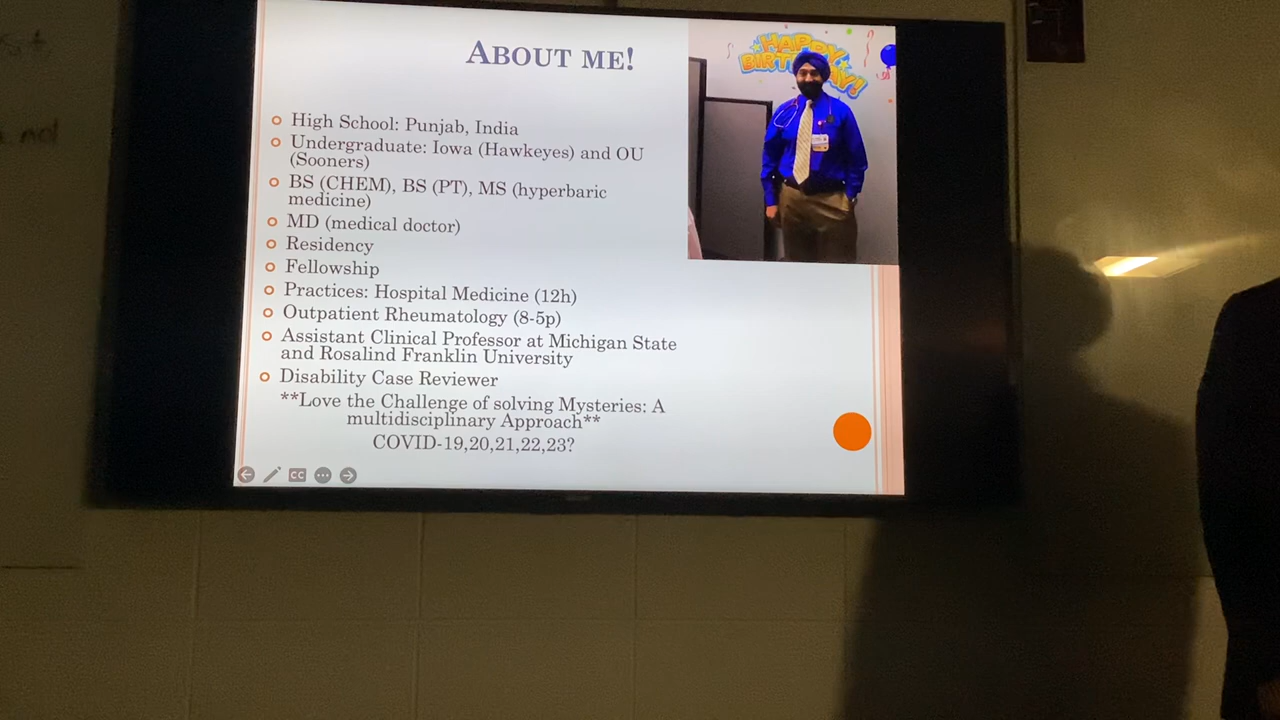 ABOUT ME!
HAPPY
High School: Punjab, India
Undergraduate: Iowa (Hawkeyes) and OU
(Sooners)
BS (CHEM), BS (PT), MS (hyperbaric
medicine)
MD (medical doctor)
Residency
Fellowship
Practices: Hospital Medicine (12h)
Outpatient Rheumatology (8-5p)
Assistant Clinical Professor at Michigan State
and Rosalind Franklin University
Disability Case Reviewer
**Love the Challenge of solving Mysteries: A
multidisciplinary Approach**
COVID-19,20,21,22,23?
CC